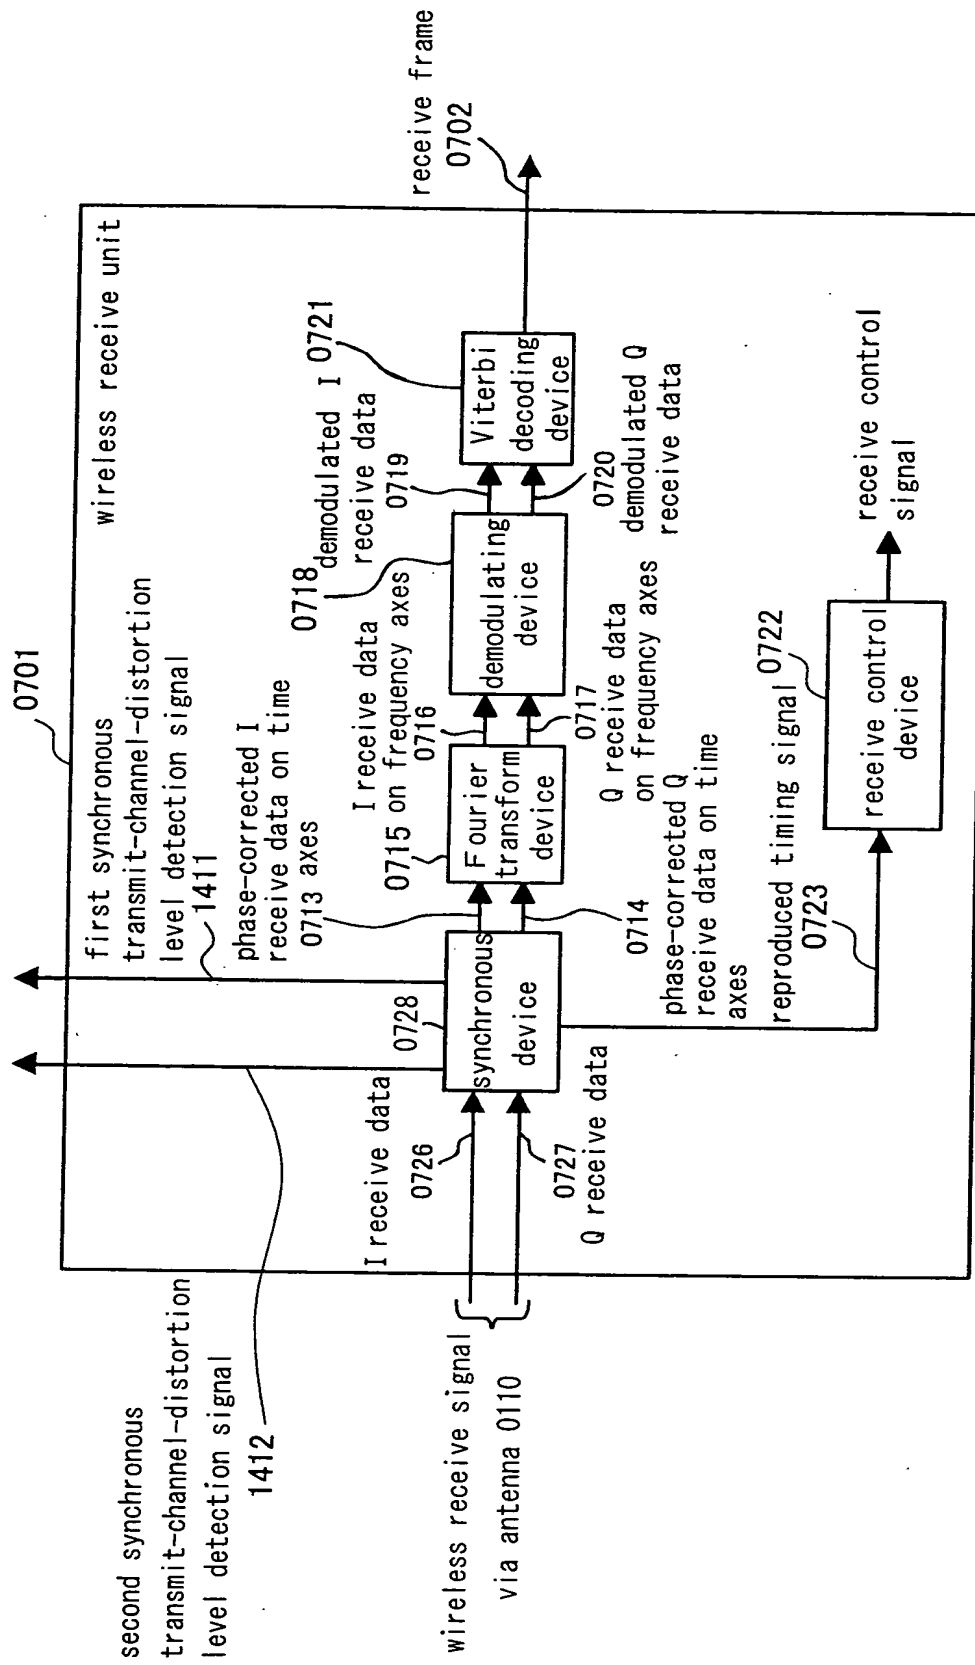 0701
wireless receive unit
second synchronous
transmit-channel-distortion
level detection signal
1412
first synchronous
transmit-channel-distortion
level detection signal
1411
wireless receive signal
via antenna 0110
I receive data
0726
0727
Q receive data
0728
synchronous
device
phase-corrected I
receive data on time
axes
0713
0714
phase-corrected Q
receive data on time
axes
0715
Fourier
transform
device
I receive data
on frequency axes
0716
0717
Q receive data
on frequency axes
0718
demodulating
device
demodulated I
receive data
0719
0720
demodulated Q
receive data
0721
Viterbi
decoding
device
receive frame
0702
reproduced timing signal
0723
0722
receive control
device
receive control
signal